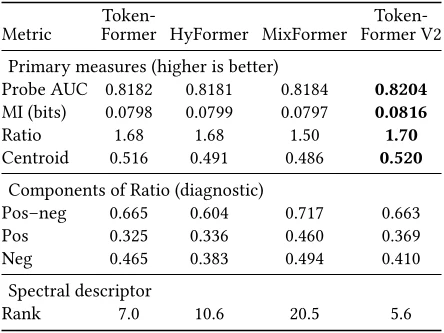 Token- Token-
Metric Former HyFormer MixFormer Former V2
Primary measures (higher is better)
Probe AUC 0.8182 0.8181 0.8184 0.8204
MI (bits) 0.0798 0.0799 0.0797 0.0816
Ratio 1.68 1.68 1.50 1.70
Centroid 0.516 0.491 0.486 0.520
Components of Ratio (diagnostic)
Pos–neg 0.665 0.604 0.717 0.663
Pos 0.325 0.336 0.460 0.369
Neg 0.465 0.383 0.494 0.410
Spectral descriptor
Rank 7.0 10.6 20.5 5.6